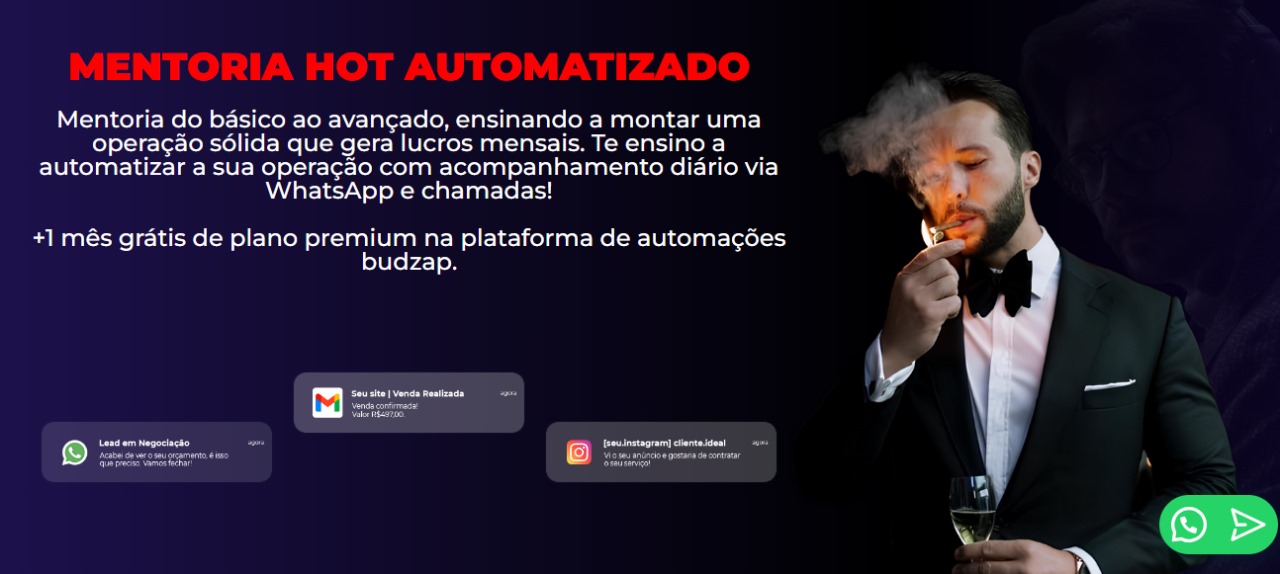 MENTORIA HOT AUTOMATIZADO
Mentoria do básico ao avançado, ensinando a montar uma
operação sólida que gera lucros mensais. Te ensino a
automatizar a sua operação com acompanhamento diário via
WhatsApp e chamadas!
+1 mês grátis de plano premium na plataforma de automações
budzap.
Seu site | Venda Realizada
agora
Venda confirmada!
Valor R$497,00.
Lead em Negociação
agora
Acabei de ver o seu orçamento, é isso
que preciso. Vamos fechar!
[seu.instagram] cliente.ideal
agora
Vi o seu anúncio e gostaria de contratar
o seu serviço!